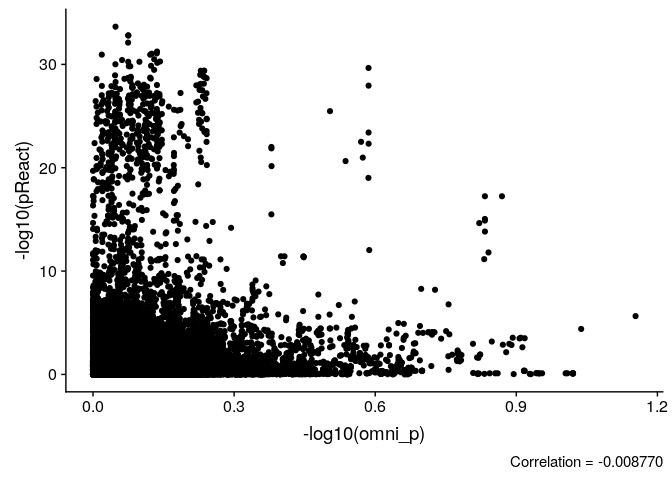 30
20
10
0
-log10(pReact)
0.0 0.3 0.6 0.9 1.2
-log10(omni_p)
Correlation = -0.008770